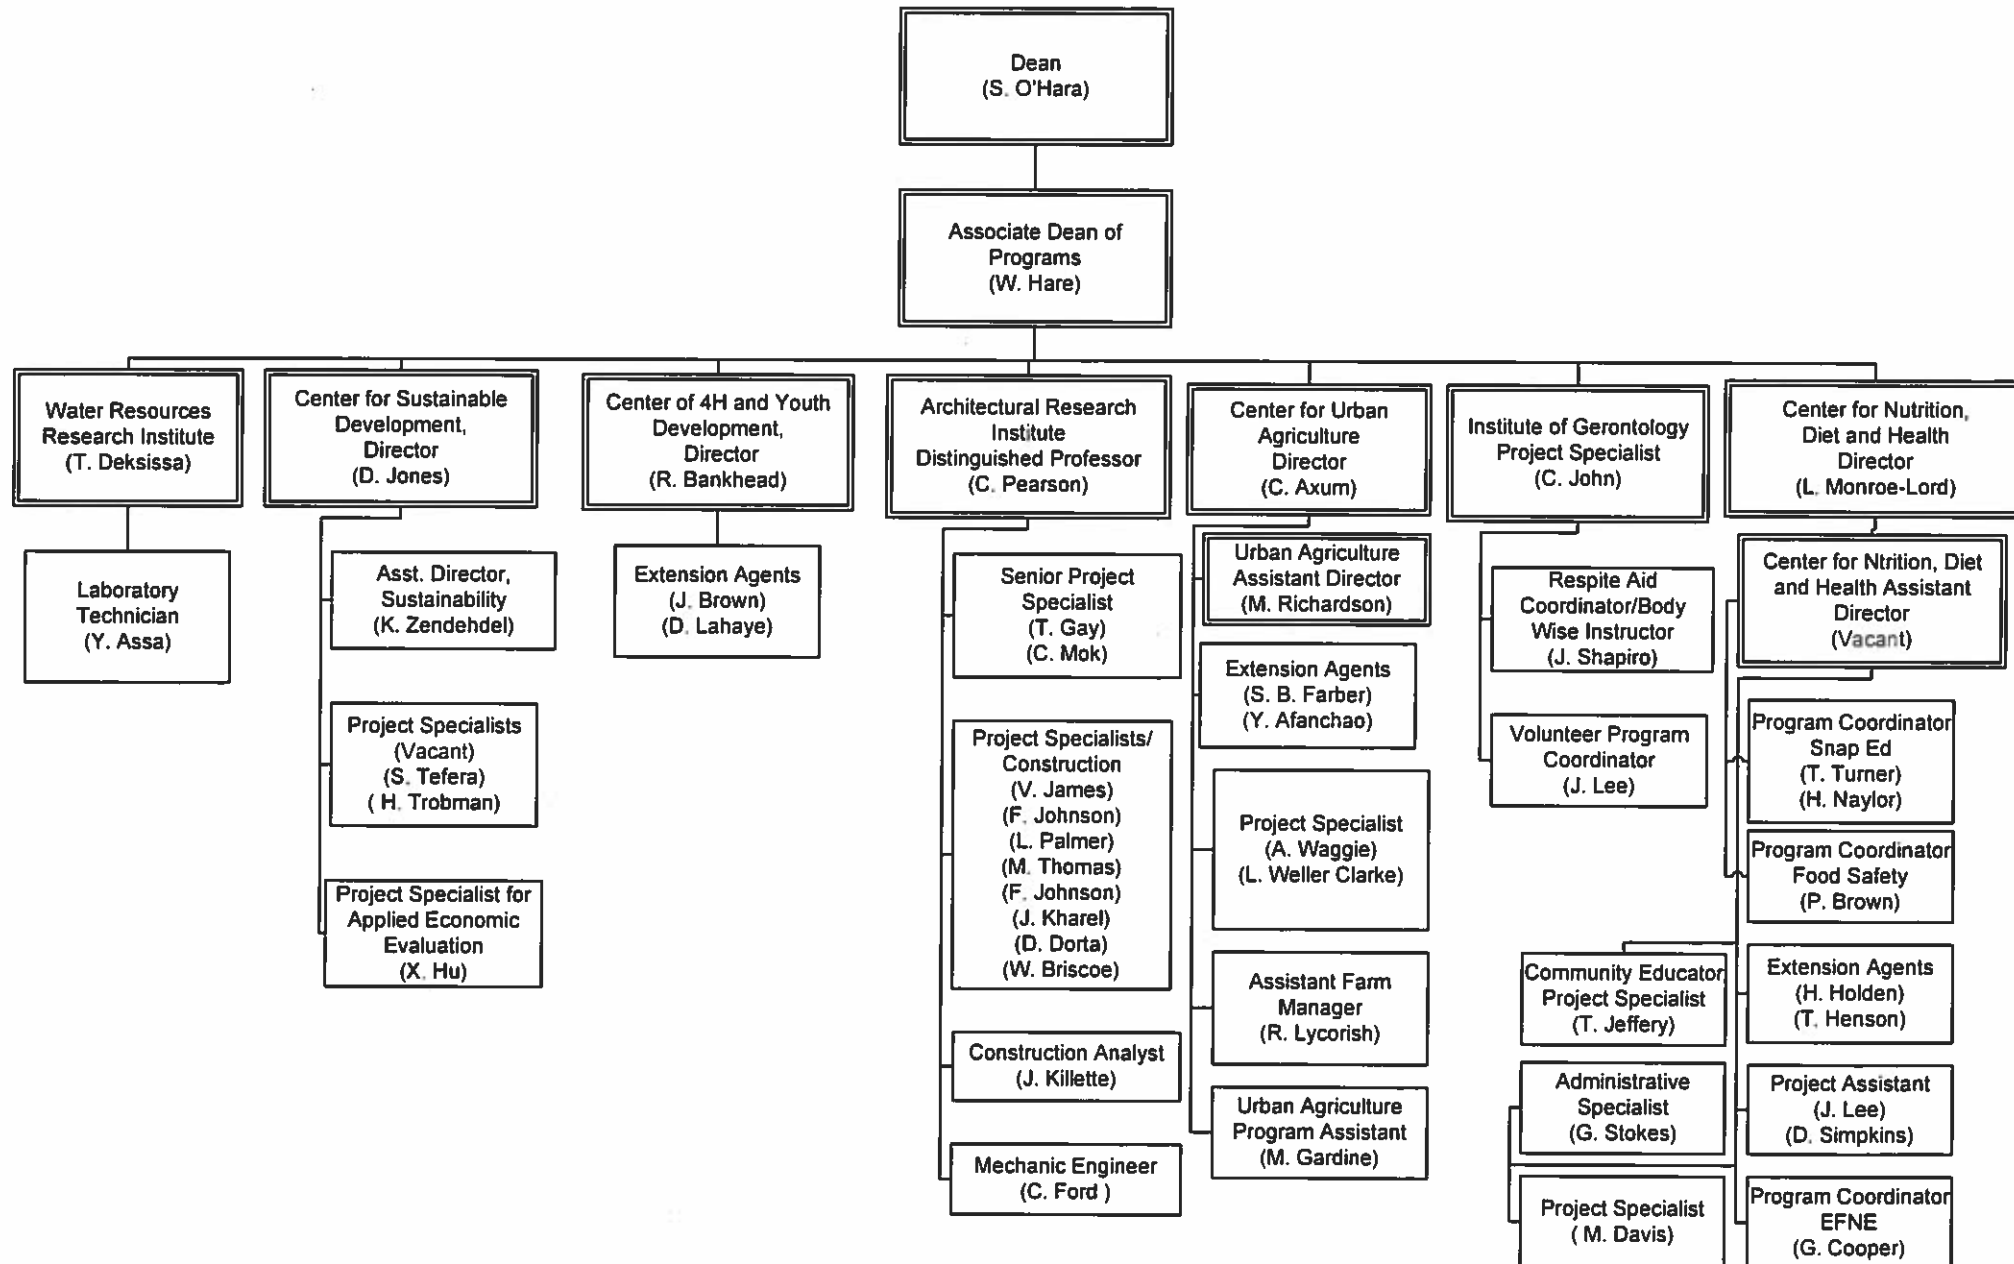 Dean
(S. O'Hara)
Associate Dean of
Programs
(W. Hare)
Water Resources
Research Institute
(T. Deksissa)
Laboratory
Technician
(Y. Assa)
Center for Sustainable
Development,
Director
(D. Jones)
Asst. Director,
Sustainability
(K. Zendehdel)
Project Specialists
(Vacant)
(S. Tefera)
( H. Trobman)
Project Specialist for
Applied Economic
Evaluation
(X. Hu)
Center of 4H and Youth
Development,
Director
(R. Bankhead)
Extension Agents
(J. Brown)
(D. Lahaye)
Architectural Research
Institute
Distinguished Professor
(C. Pearson)
Senior Project
Specialist
(T. Gay)
(C. Mok)
Project Specialists/
Construction
(V. James)
(F. Johnson)
(L. Palmer)
(M. Thomas)
(F. Johnson)
(J. Kharel)
(D. Dorta)
(W. Briscoe)
Construction Analyst
(J. Killette)
Mechanic Engineer
(C. Ford )
Center for Urban
Agriculture
Director
(C. Axum)
Urban Agriculture
Assistant Director
(M. Richardson)
Extension Agents
(S. B. Farber)
(Y. Afanchao)
Project Specialist
(A. Waggie)
(L. Weller Clarke)
Assistant Farm
Manager
(R. Lycorish)
Urban Agriculture
Program Assistant
(M. Gardine)
Institute of Gerontology
Project Specialist
(C. John)
Respite Aid
Coordinator/Body
Wise Instructor
(J. Shapiro)
Volunteer Program
Coordinator
(J. Lee)
Center for Nutrition,
Diet and Health
Director
(L. Monroe-Lord)
Center for Ntrition, Diet
and Health Assistant
Director
(Vacant)
Program Coordinator
Snap Ed
(T. Turner)
(H. Naylor)
Program Coordinator
Food Safety
(P. Brown)
Community Educator
Project Specialist
(T. Jeffery)
Extension Agents
(H. Holden)
(T. Henson)
Administrative
Specialist
(G. Stokes)
Project Assistant
(J. Lee)
(D. Simpkins)
Project Specialist
( M. Davis)
Program Coordinator
EFNE
(G. Cooper)